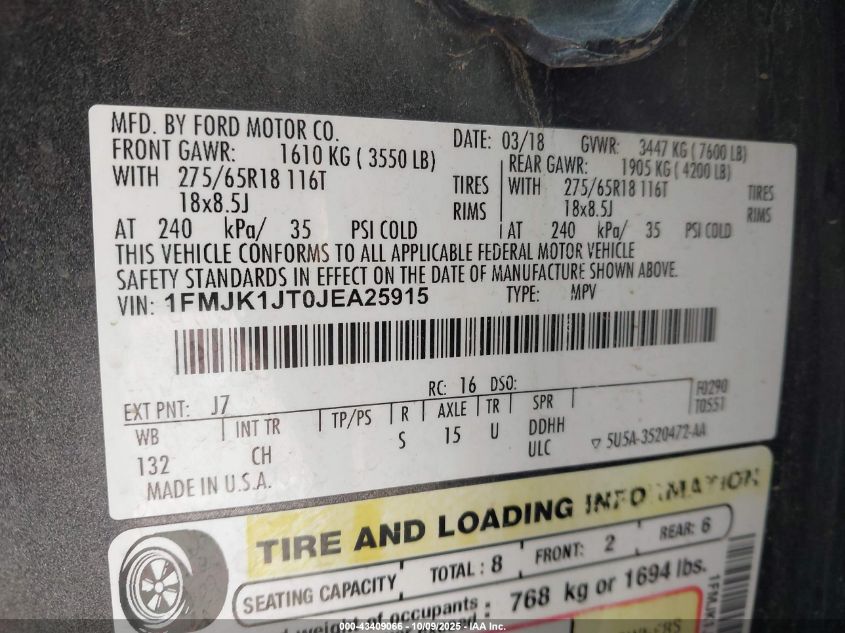 MFD. BY FORD MOTOR CO. DATE: 03/18 GVWR: 3447 KG ( 7600 LB)
FRONT GAWR: 1610 KG ( 3550 LB) REAR GAWR: 1905 KG ( 4200 LB)
WITH 275/65R18 116T TIRES WITH 275/65R18 116T TIRES
18x8.5J RIMS 18x8.5J RIMS
AT 240 kPa/ 35 PSI COLD AT 240 kPa/ 35 PSI COLD
THIS VEHICLE CONFORMS TO ALL APPLICABLE FEDERAL MOTOR VEHICLE
SAFETY STANDARDS IN EFFECT ON THE DATE OF MANUFACTURE SHOWN ABOVE.
VIN: 1FMJK1JT0JEA25915 TYPE: MPV
EXT PNT: J7 RC: 16 DSO: F0290
T0551
WB INT TR TP/PS R AXLE TR SPR
132 CH S 15 U DDHH
ULC ▽ 5U5A-3520472-AA
MADE IN U.S.A.
TIRE AND LOADING INFORMATION
SEATING CAPACITY TOTAL : 8 FRONT: 2 REAR: 6
weight of occupants : 768 kg or 1694 lbs.
1FMJK1
000-43409066 - 10/09/2025 - IAA Inc.